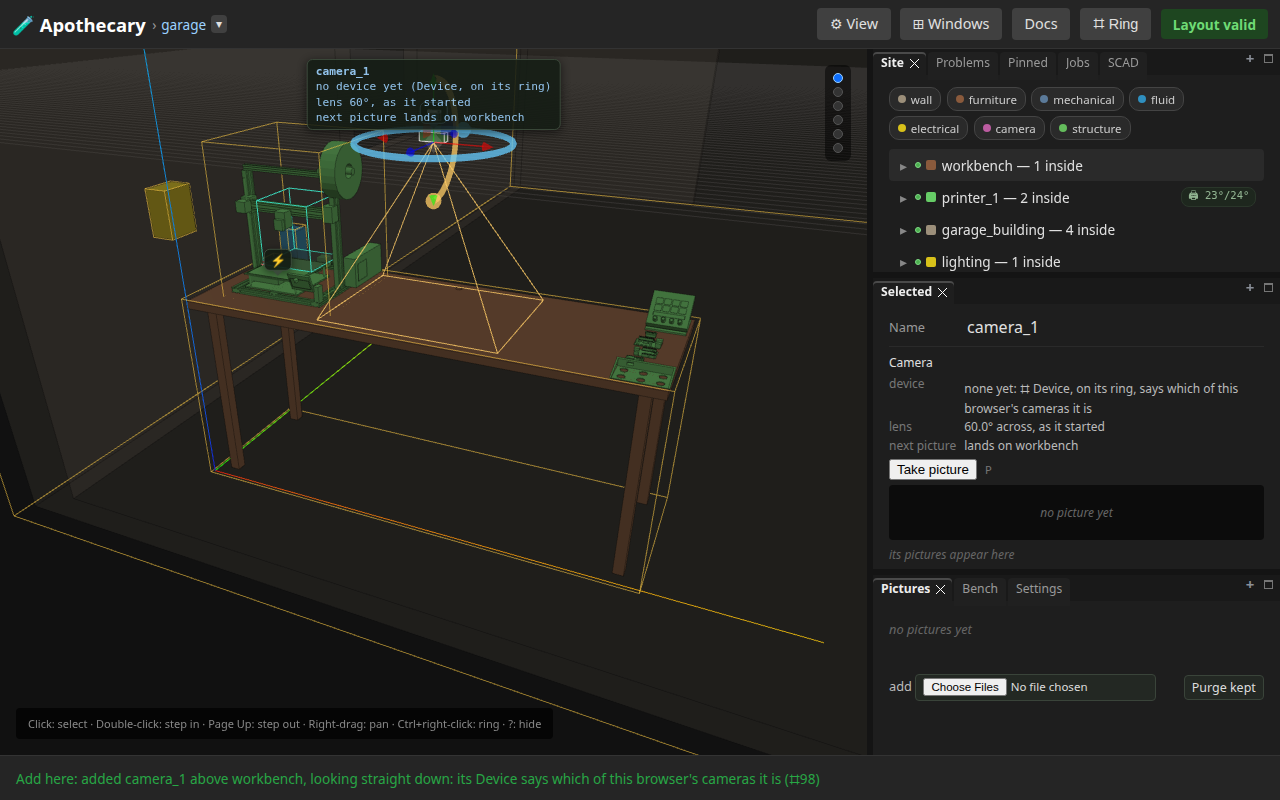 Apothecary › garage ▾
⚙ View
⊞ Windows
Docs
⌗ Ring
Layout valid
camera_1
no device yet (Device, on its ring)
lens 60°, as it started
next picture lands on workbench
Site
Problems
Pinned
Jobs
SCAD
wall
furniture
mechanical
fluid
electrical
camera
structure
workbench — 1 inside
printer_1 — 2 inside
23°/24°
garage_building — 4 inside
lighting — 1 inside
Selected
Name camera_1
Camera
device none yet: ⌗ Device, on its ring, says which of this
browser's cameras it is
lens 60.0° across, as it started
next picture lands on workbench
Take picture P
no picture yet
its pictures appear here
Pictures
Bench
Settings
no pictures yet
add Choose Files No file chosen
Purge kept
Click: select · Double-click: step in · Page Up: step out · Right-drag: pan · Ctrl+right-click: ring · ?: hide
Add here: added camera_1 above workbench, looking straight down: its Device says which of this browser's cameras it is (⌗98)